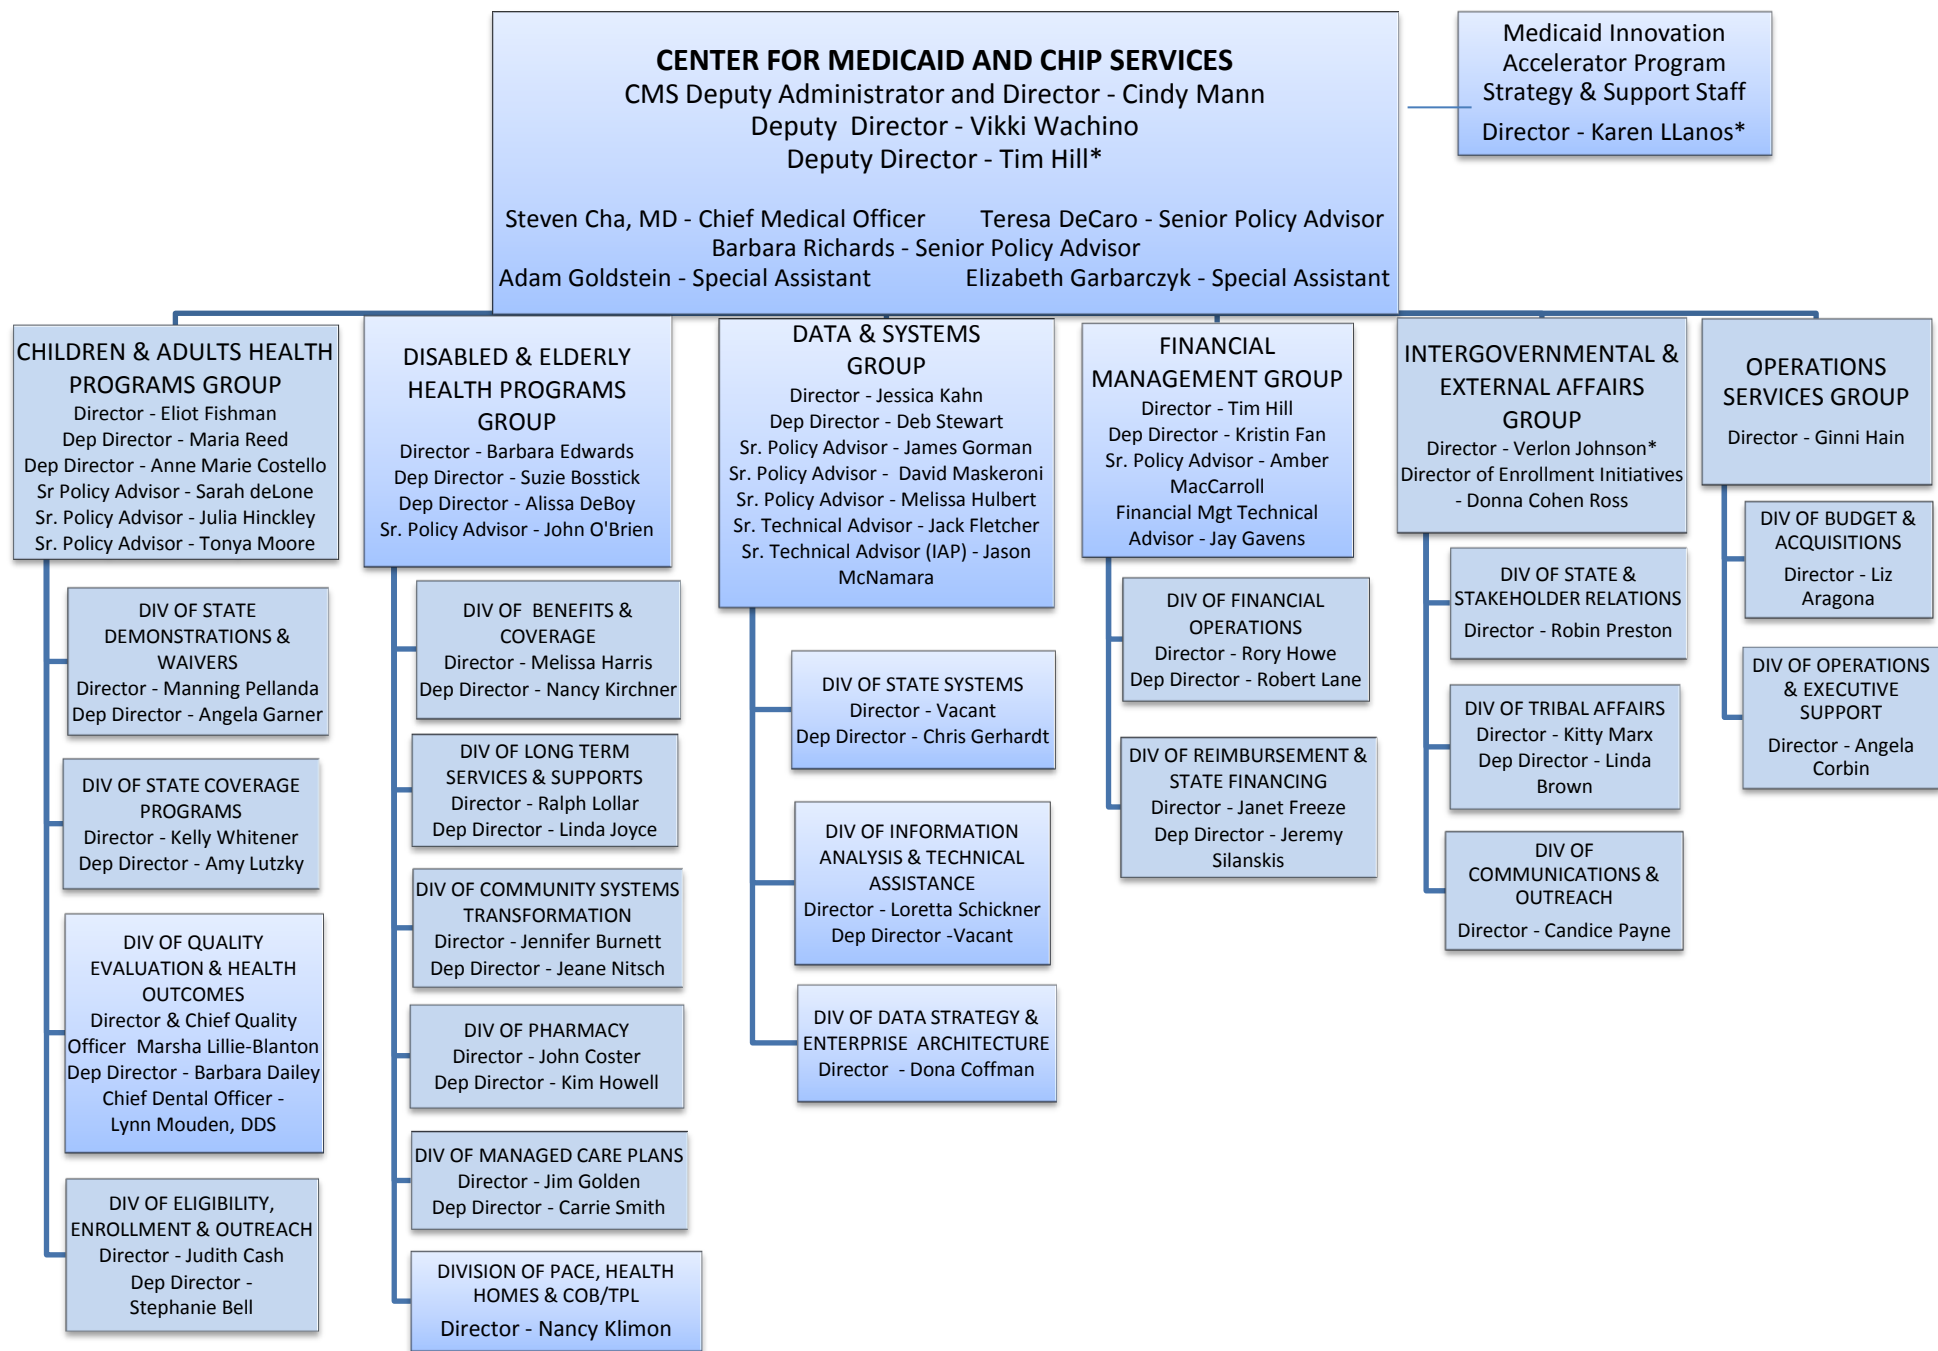 CENTER FOR MEDICAID AND CHIP SERVICES
CMS Deputy Administrator and Director - Cindy Mann
Deputy  Director - Vikki Wachino
Deputy Director - Tim Hill*
Steven Cha, MD - Chief Medical Officer   Teresa DeCaro - Senior Policy Advisor
Barbara Richards - Senior Policy Advisor
Adam Goldstein - Special Assistant   Elizabeth Garbarczyk - Special Assistant
Medicaid Innovation
Accelerator Program
Strategy & Support Staff
Director - Karen LLanos*
CHILDREN & ADULTS HEALTH
PROGRAMS GROUP
Director - Eliot Fishman
Dep Director - Maria Reed
Dep Director - Anne Marie Costello
Sr Policy Advisor - Sarah deLone
Sr. Policy Advisor - Julia Hinckley
Sr. Policy Advisor - Tonya Moore
DIV OF STATE
DEMONSTRATIONS &
WAIVERS
Director - Manning Pellanda
Dep Director - Angela Garner
DIV OF STATE COVERAGE
PROGRAMS
Director - Kelly Whitener
Dep Director - Amy Lutzky
DIV OF QUALITY
EVALUATION & HEALTH
OUTCOMES
Director & Chief Quality
Officer  Marsha Lillie-Blanton
Dep Director - Barbara Dailey
Chief Dental Officer -
Lynn Mouden, DDS
DIV OF ELIGIBILITY,
ENROLLMENT & OUTREACH
Director - Judith Cash
Dep Director -
Stephanie Bell
DISABLED & ELDERLY
HEALTH PROGRAMS
GROUP
Director - Barbara Edwards
Dep Director - Suzie Bosstick
Dep Director - Alissa DeBoy
Sr. Policy Advisor - John O'Brien
DIV OF  BENEFITS &
COVERAGE
Director - Melissa Harris
Dep Director - Nancy Kirchner
DIV OF LONG TERM
SERVICES & SUPPORTS
Director - Ralph Lollar
Dep Director - Linda Joyce
DIV OF COMMUNITY SYSTEMS
TRANSFORMATION
Director - Jennifer Burnett
Dep Director - Jeane Nitsch
DIV OF PHARMACY
Director - John Coster
Dep Director - Kim Howell
DIV OF MANAGED CARE PLANS
Director - Jim Golden
Dep Director - Carrie Smith
DIVISION OF PACE, HEALTH
HOMES & COB/TPL
Director - Nancy Klimon
DATA & SYSTEMS
GROUP
Director - Jessica Kahn
Dep Director - Deb Stewart
Sr. Policy Advisor - James Gorman
Sr. Policy Advisor -  David Maskeroni
Sr. Policy Advisor - Melissa Hulbert
Sr. Technical Advisor - Jack Fletcher
Sr. Technical Advisor (IAP) - Jason
McNamara
DIV OF STATE SYSTEMS
Director - Vacant
Dep Director - Chris Gerhardt
DIV OF INFORMATION
ANALYSIS & TECHNICAL
ASSISTANCE
Director - Loretta Schickner
Dep Director -Vacant
DIV OF DATA STRATEGY &
ENTERPRISE  ARCHITECTURE
Director  - Dona Coffman
FINANCIAL
MANAGEMENT GROUP
Director - Tim Hill
Dep Director - Kristin Fan
Sr. Policy Advisor - Amber
MacCarroll
Financial Mgt Technical
Advisor - Jay Gavens
DIV OF FINANCIAL
OPERATIONS
Director - Rory Howe
Dep Director - Robert Lane
DIV OF REIMBURSEMENT &
STATE FINANCING
Director - Janet Freeze
Dep Director - Jeremy
Silanskis
INTERGOVERNMENTAL &
EXTERNAL AFFAIRS
GROUP
Director - Verlon Johnson*
Director of Enrollment Initiatives
- Donna Cohen Ross
DIV OF STATE &
STAKEHOLDER RELATIONS
Director - Robin Preston
DIV OF TRIBAL AFFAIRS
Director - Kitty Marx
Dep Director - Linda
Brown
DIV OF
COMMUNICATIONS &
OUTREACH
Director - Candice Payne
OPERATIONS
SERVICES GROUP
Director - Ginni Hain
DIV OF BUDGET &
ACQUISITIONS
Director - Liz
Aragona
DIV OF OPERATIONS
& EXECUTIVE
SUPPORT
Director - Angela
Corbin